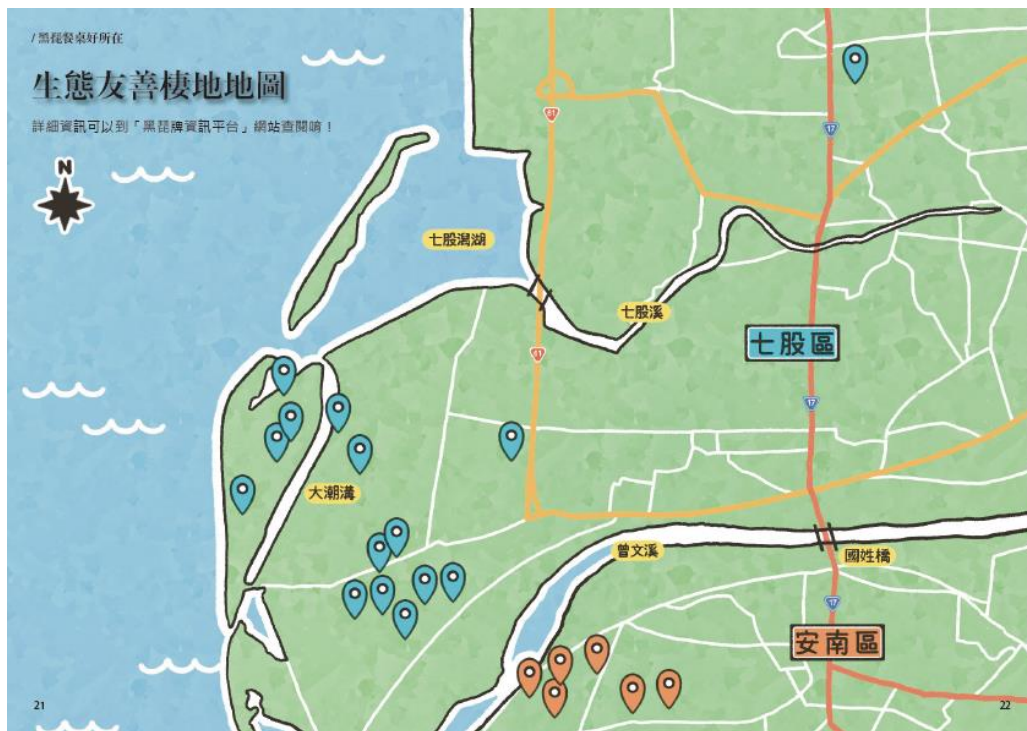 /黑琵餐桌好所在
生態友善棲地地圖
詳細資訊可以到「黑琵牌資訊平台」網站查閱唷！
N
61
17
七股潟湖
七股溪
七股區
61
17
大潮溝
曾文溪
國姓橋
17
安南區
21
22